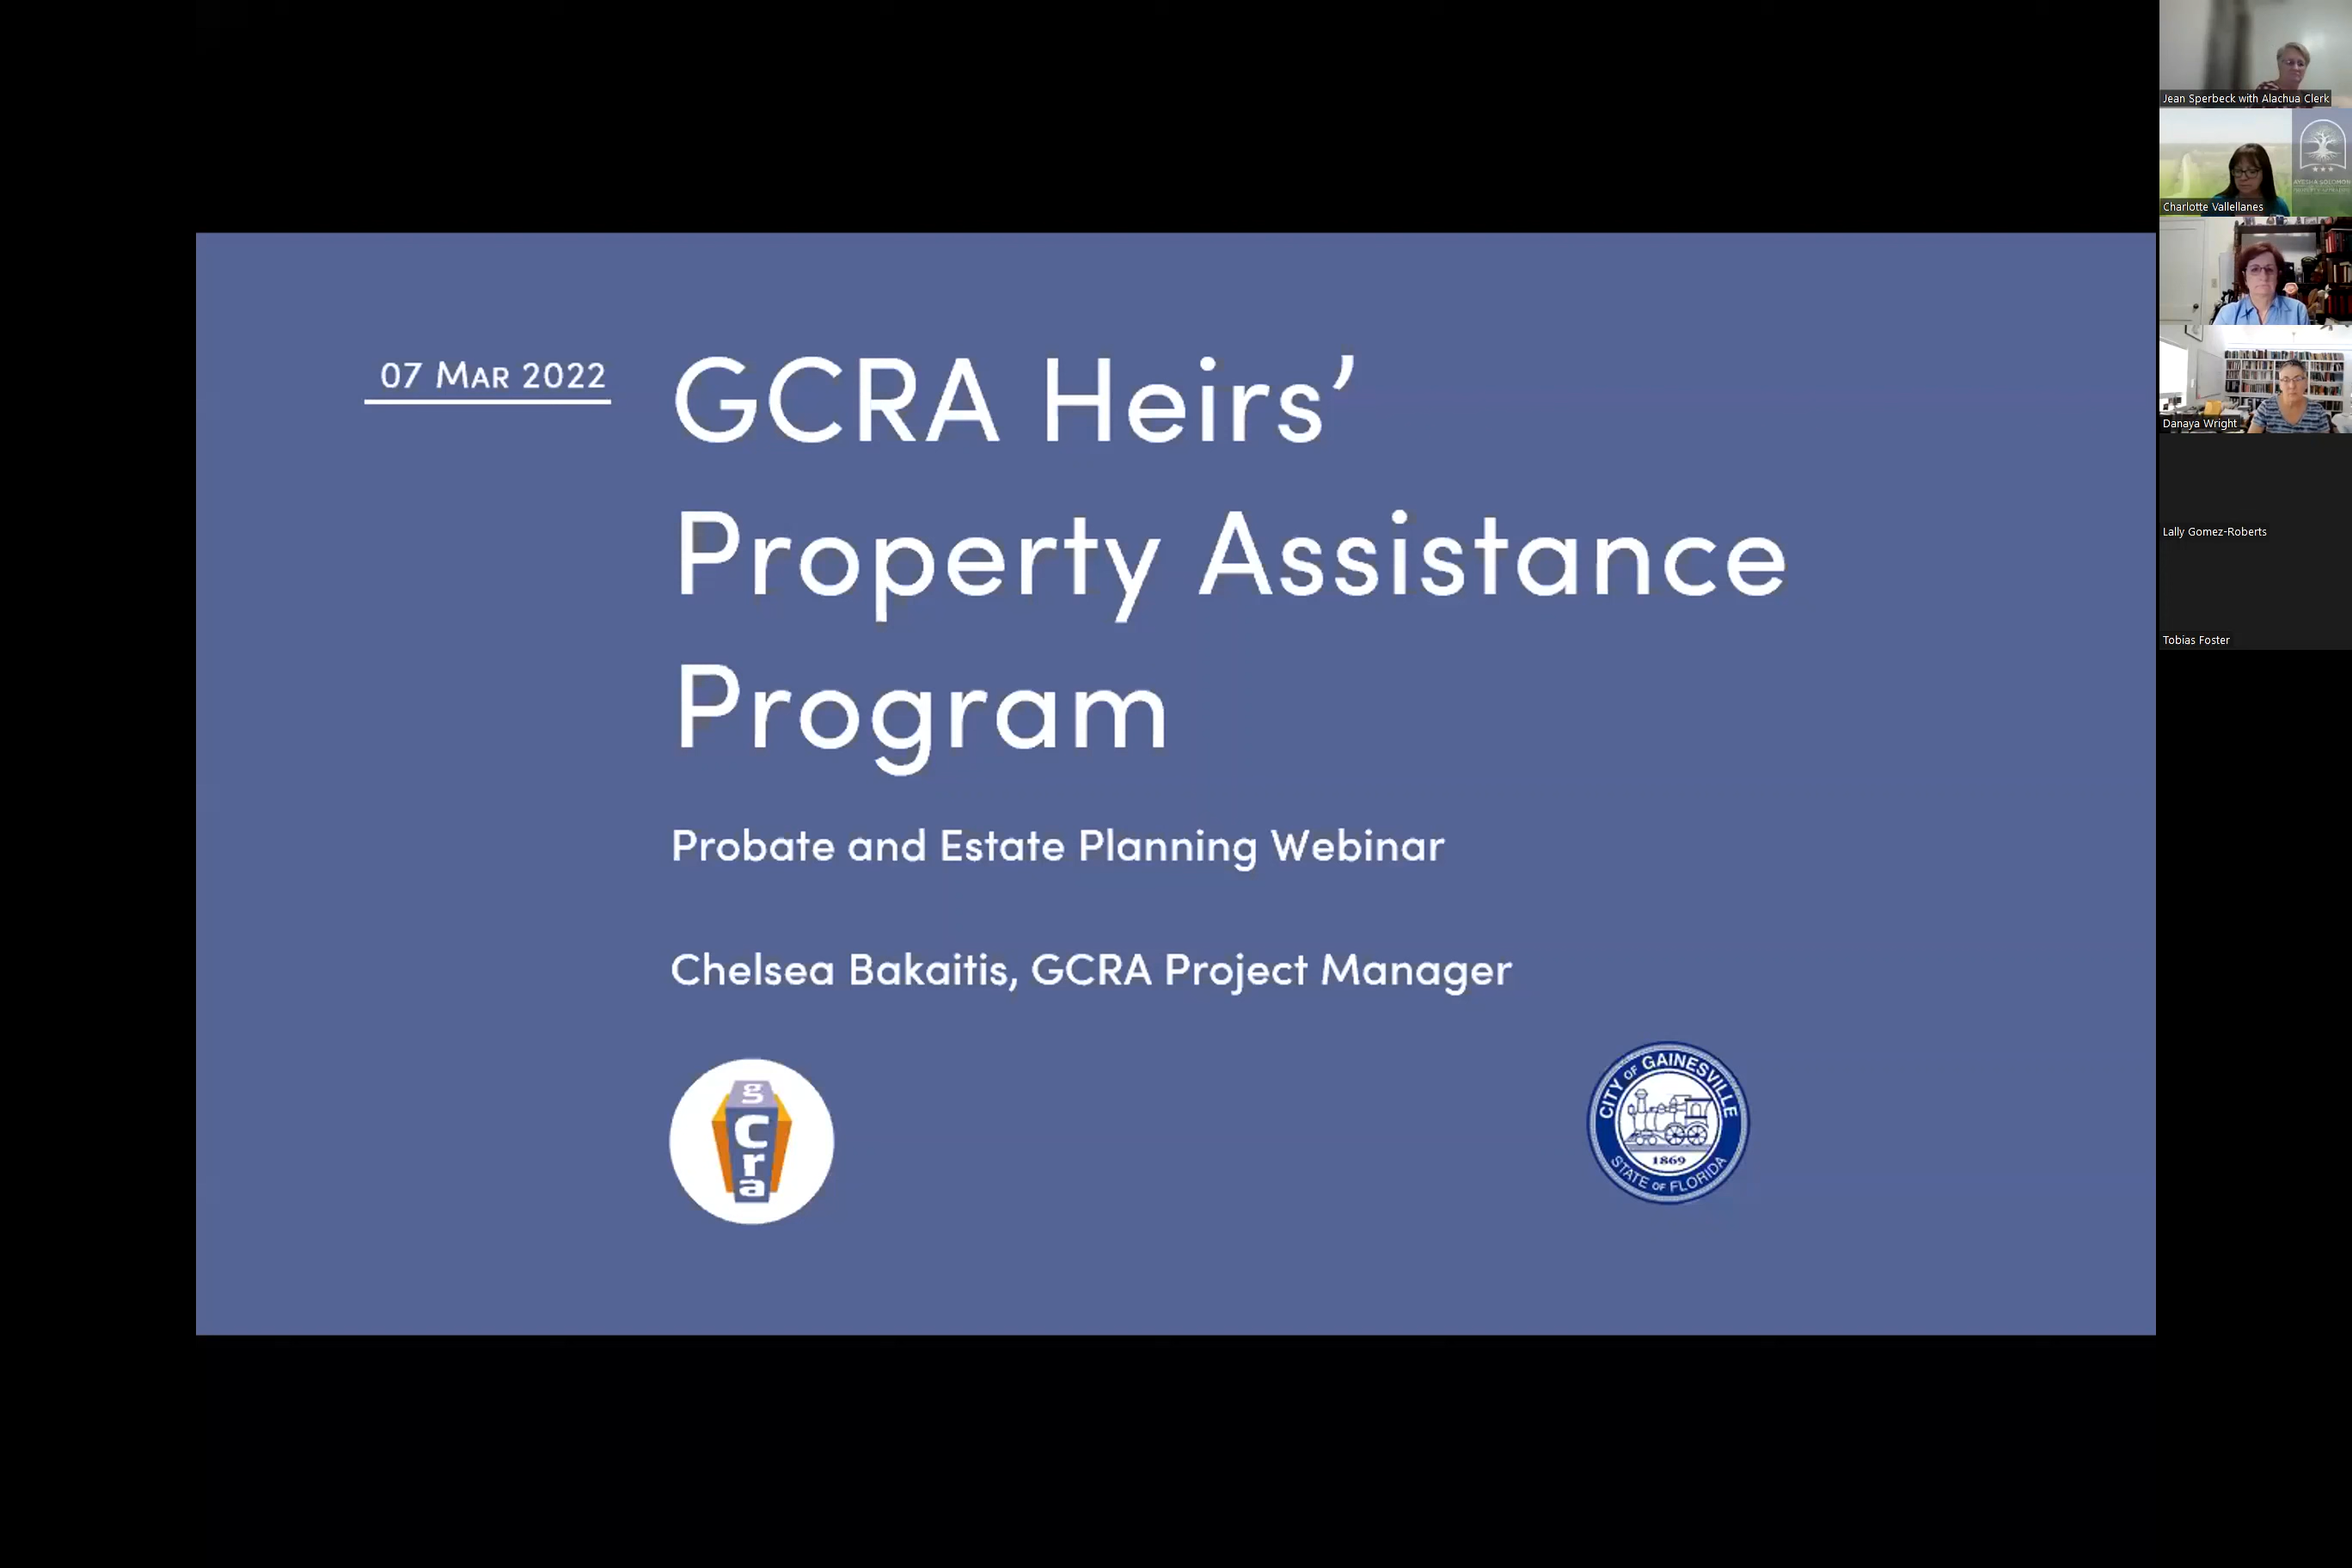 07 MAR 2022
GCRA Heirs’
Property Assistance
Program
Probate and Estate Planning Webinar
Chelsea Bakaitis, GCRA Project Manager
g
c
r
a
CITY OF GAINESVILLE
1869
STATE OF FLORIDA
Jean Sperbeck with Alachua Clerk
Charlotte Vallellanes
Danaya Wright
Lally Gomez-Roberts
Tobias Foster